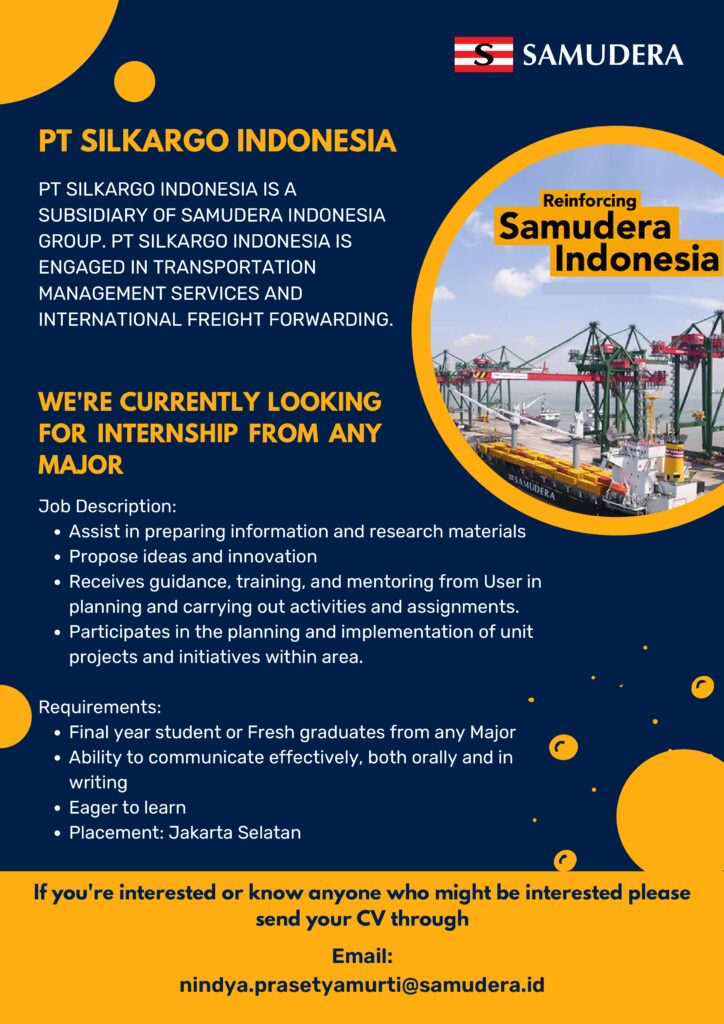 S SAMUDERA
PT SILKARGO INDONESIA
PT SILKARGO INDONESIA IS A
SUBSIDIARY OF SAMUDERA INDONESIA
GROUP. PT SILKARGO INDONESIA IS
ENGAGED IN TRANSPORTATION
MANAGEMENT SERVICES AND
INTERNATIONAL FREIGHT FORWARDING.
Reinforcing
Samudera
Indonesia
SAMUDERA
WE'RE CURRENTLY LOOKING
FOR INTERNSHIP FROM ANY
MAJOR
Job Description:
• Assist in preparing information and research materials
• Propose ideas and innovation
• Receives guidance, training, and mentoring from User in
planning and carrying out activities and assignments.
• Participates in the planning and implementation of unit
projects and initiatives within area.
Requirements:
• Final year student or Fresh graduates from any Major
• Ability to communicate effectively, both orally and in
writing
• Eager to learn
• Placement: Jakarta Selatan
If you're interested or know anyone who might be interested please
send your CV through
Email:
nindya.prasetyamurti@samudera.id